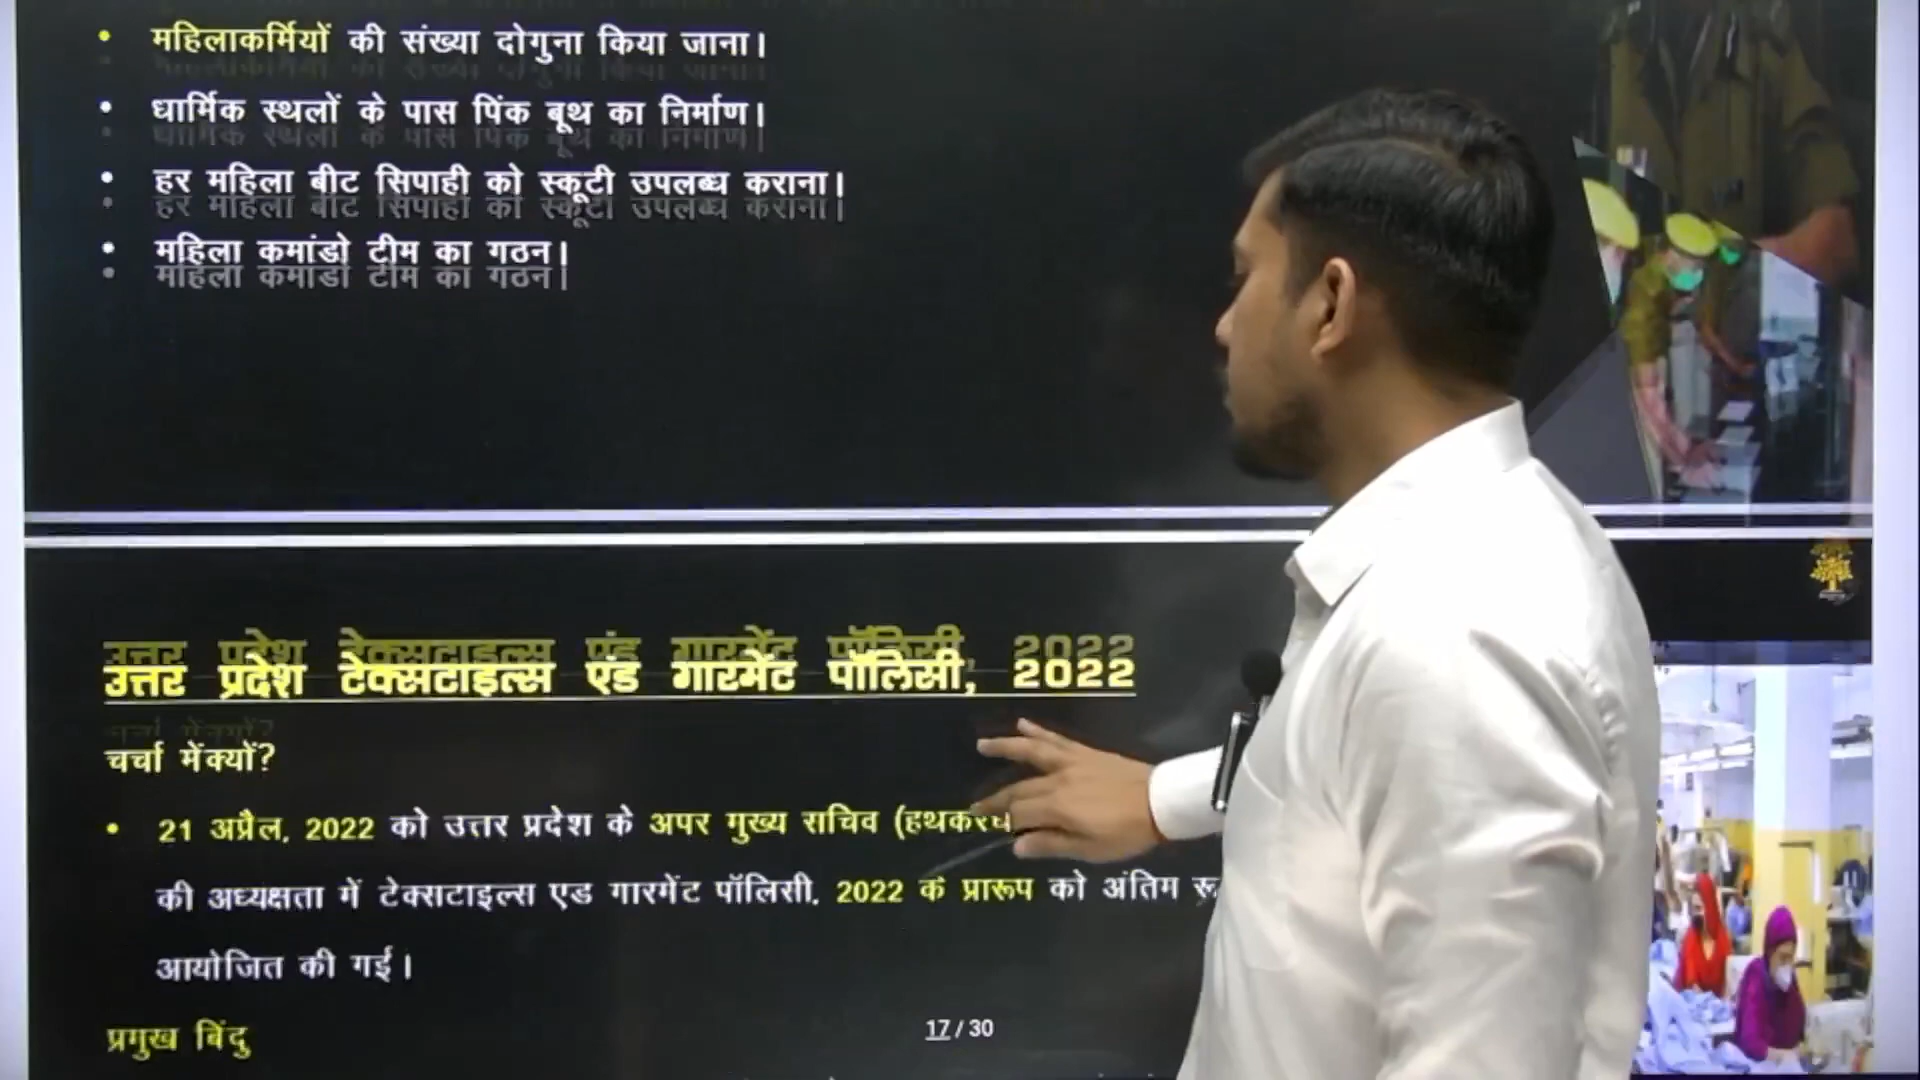 • महिलाकर्मियों की संख्या दोगुना किया जाना।
• धार्मिक स्थलों के पास पिंक बूथ का निर्माण।
• हर महिला बीट सिपाही को स्कूटी उपलब्ध कराना।
• महिला कमांडो टीम का गठन।
उत्तर प्रदेश टेक्सटाइल्स एंड गारमेंट पॉलिसी, 2022
चर्चा में क्यों?
• 21 अप्रैल, 2022 को उत्तर प्रदेश के अपर मुख्य सचिव
की अध्यक्षता में टेक्सटाइल्स एंड गारमेंट पॉलिसी, 2022 के प्रारूप को अंतिम
आयोजित की गई।
प्रमुख बिंदु
17 / 30